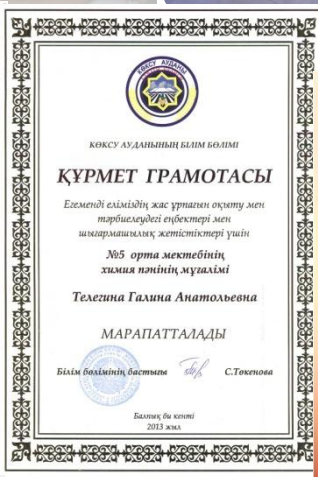 КӨКСУ АУДАНЫ
КӨКСУ АУДАНЫНЫҢ БІЛІМ БӨЛІМІ
ҚҰРМЕТ ГРАМОТАСЫ
Егеменді еліміздің жас ұрпағын оқыту мен
тәрбиелеудегі еңбектері мен
шығармашылық жетістіктері үшін
№5 орта мектебінің
химия пәнінің мұғалімі
Телегина Галина Анатольевна
МАРАПАТТАЛАДЫ
Білім бөлімінің бастығы С.Төкенова
Балпық би кенті
2013 жыл